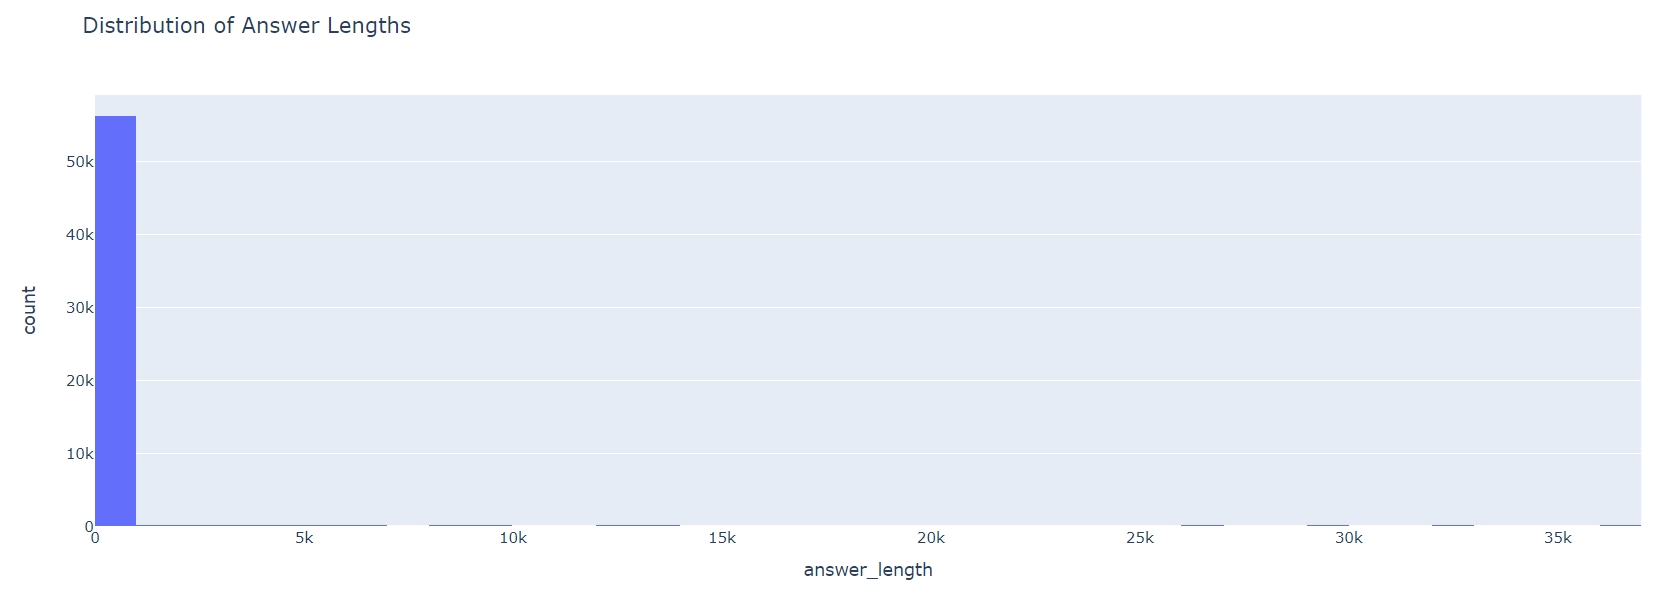 Distribution of Answer Lengths
50k
40k
30k
20k
10k
0
0 5k 10k 15k 20k 25k 30k 35k
count
answer_length